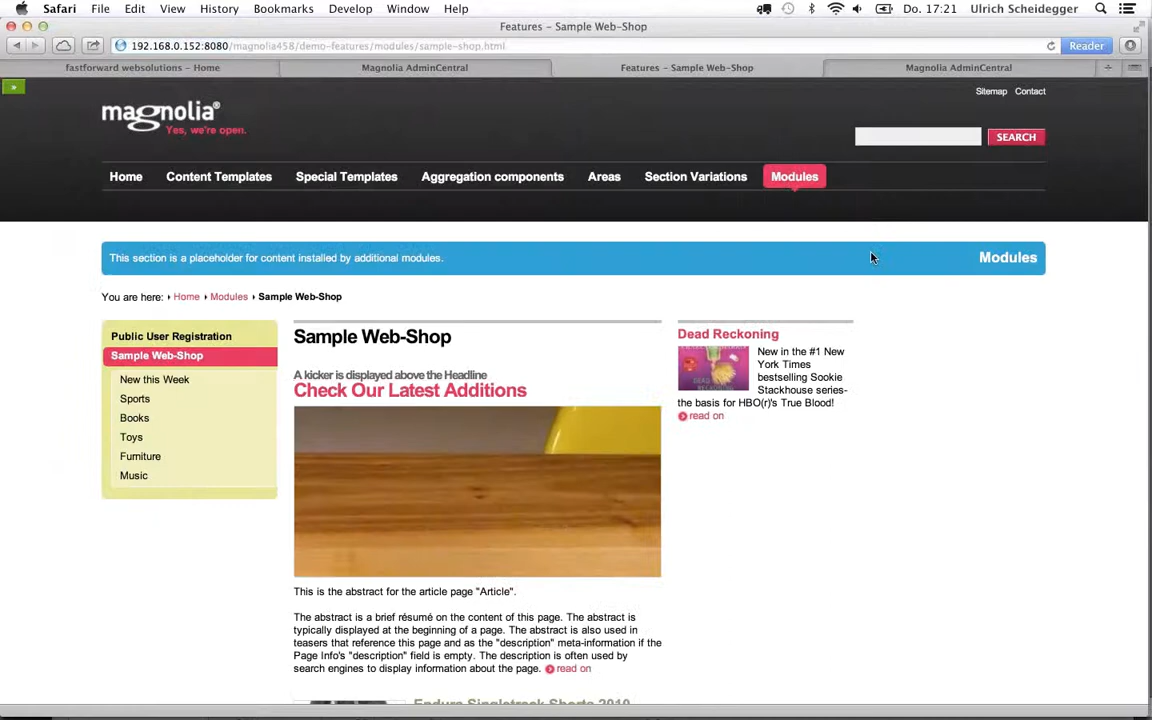 Safari File Edit View History Bookmarks Develop Window Help Do. 17:21 Ulrich Scheidegger
Features – Sample Web-Shop
192.168.0.152:8080/magnolia458/demo-features/modules/sample-shop.html Reader
fastforward websolutions – Home Magnolia AdminCentral Features – Sample Web-Shop Magnolia AdminCentral
»
Sitemap Contact
magnolia®
Yes, we're open.
SEARCH
Home Content Templates Special Templates Aggregation components Areas Section Variations Modules
This section is a placeholder for content installed by additional modules. Modules
You are here: Home Modules Sample Web-Shop
Public User Registration
Sample Web-Shop
New this Week
Sports
Books
Toys
Furniture
Music
Sample Web-Shop
A kicker is displayed above the Headline
Check Our Latest Additions
This is the abstract for the article page "Article".
The abstract is a brief résumé on the content of this page. The abstract is
typically displayed at the beginning of a page. The abstract is also used in
teasers that reference this page and as the "description" meta-information if the
Page Info's "description" field is empty. The description is often used by
search engines to display information about the page. read on
Enduro Singletrack Shorts 2010
Dead Reckoning
DEAD RECKONING
New in the #1 New
York Times
bestselling Sookie
Stackhouse series-
the basis for HBO(r)'s True Blood!
read on